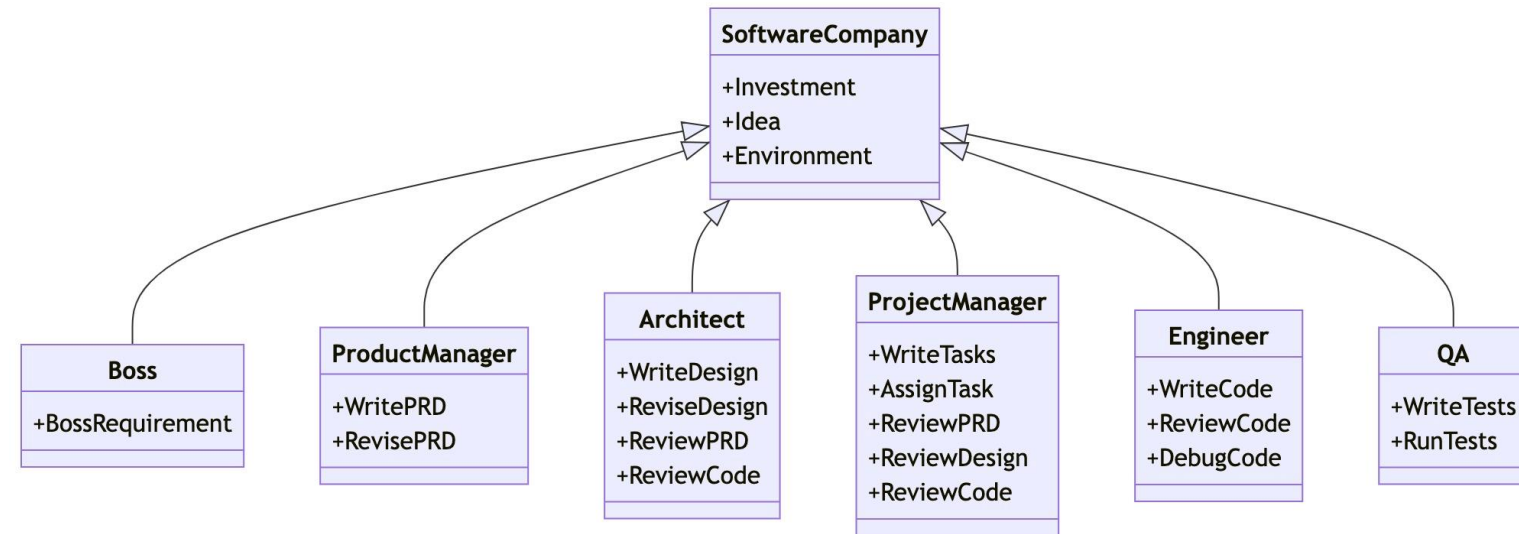 SoftwareCompany
+Investment
+Idea
+Environment
Boss
+BossRequirement
ProductManager
+WritePRD
+RevisePRD
Architect
+WriteDesign
+ReviseDesign
+ReviewPRD
+ReviewCode
ProjectManager
+WriteTasks
+AssignTask
+ReviewPRD
+ReviewDesign
+ReviewCode
Engineer
+WriteCode
+ReviewCode
+DebugCode
QA
+WriteTests
+RunTests